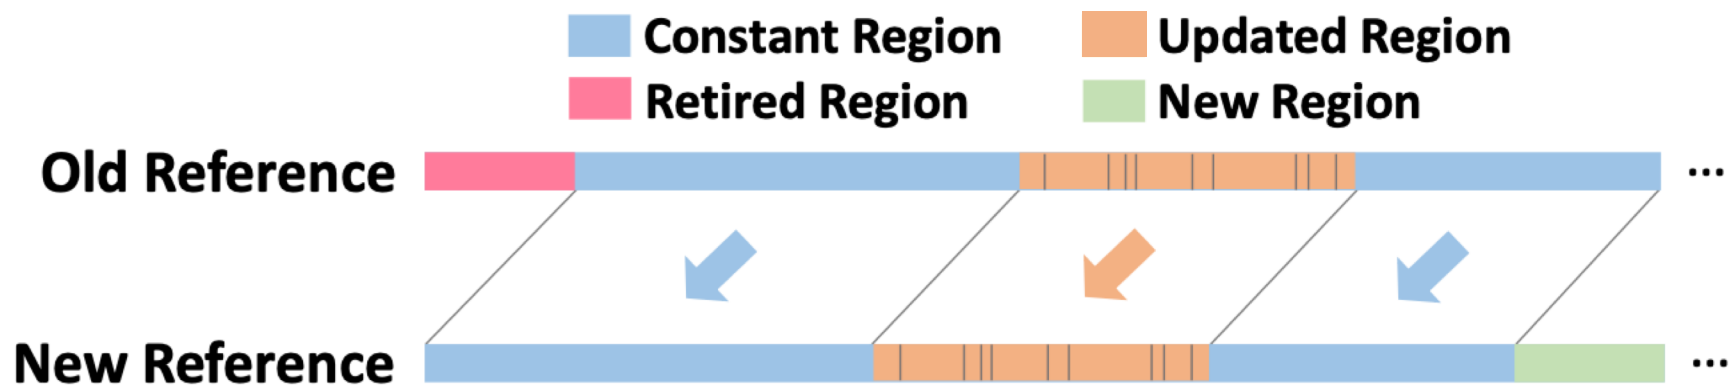 Constant Region
Updated Region
Retired Region
New Region
Old Reference
...
New Reference
...